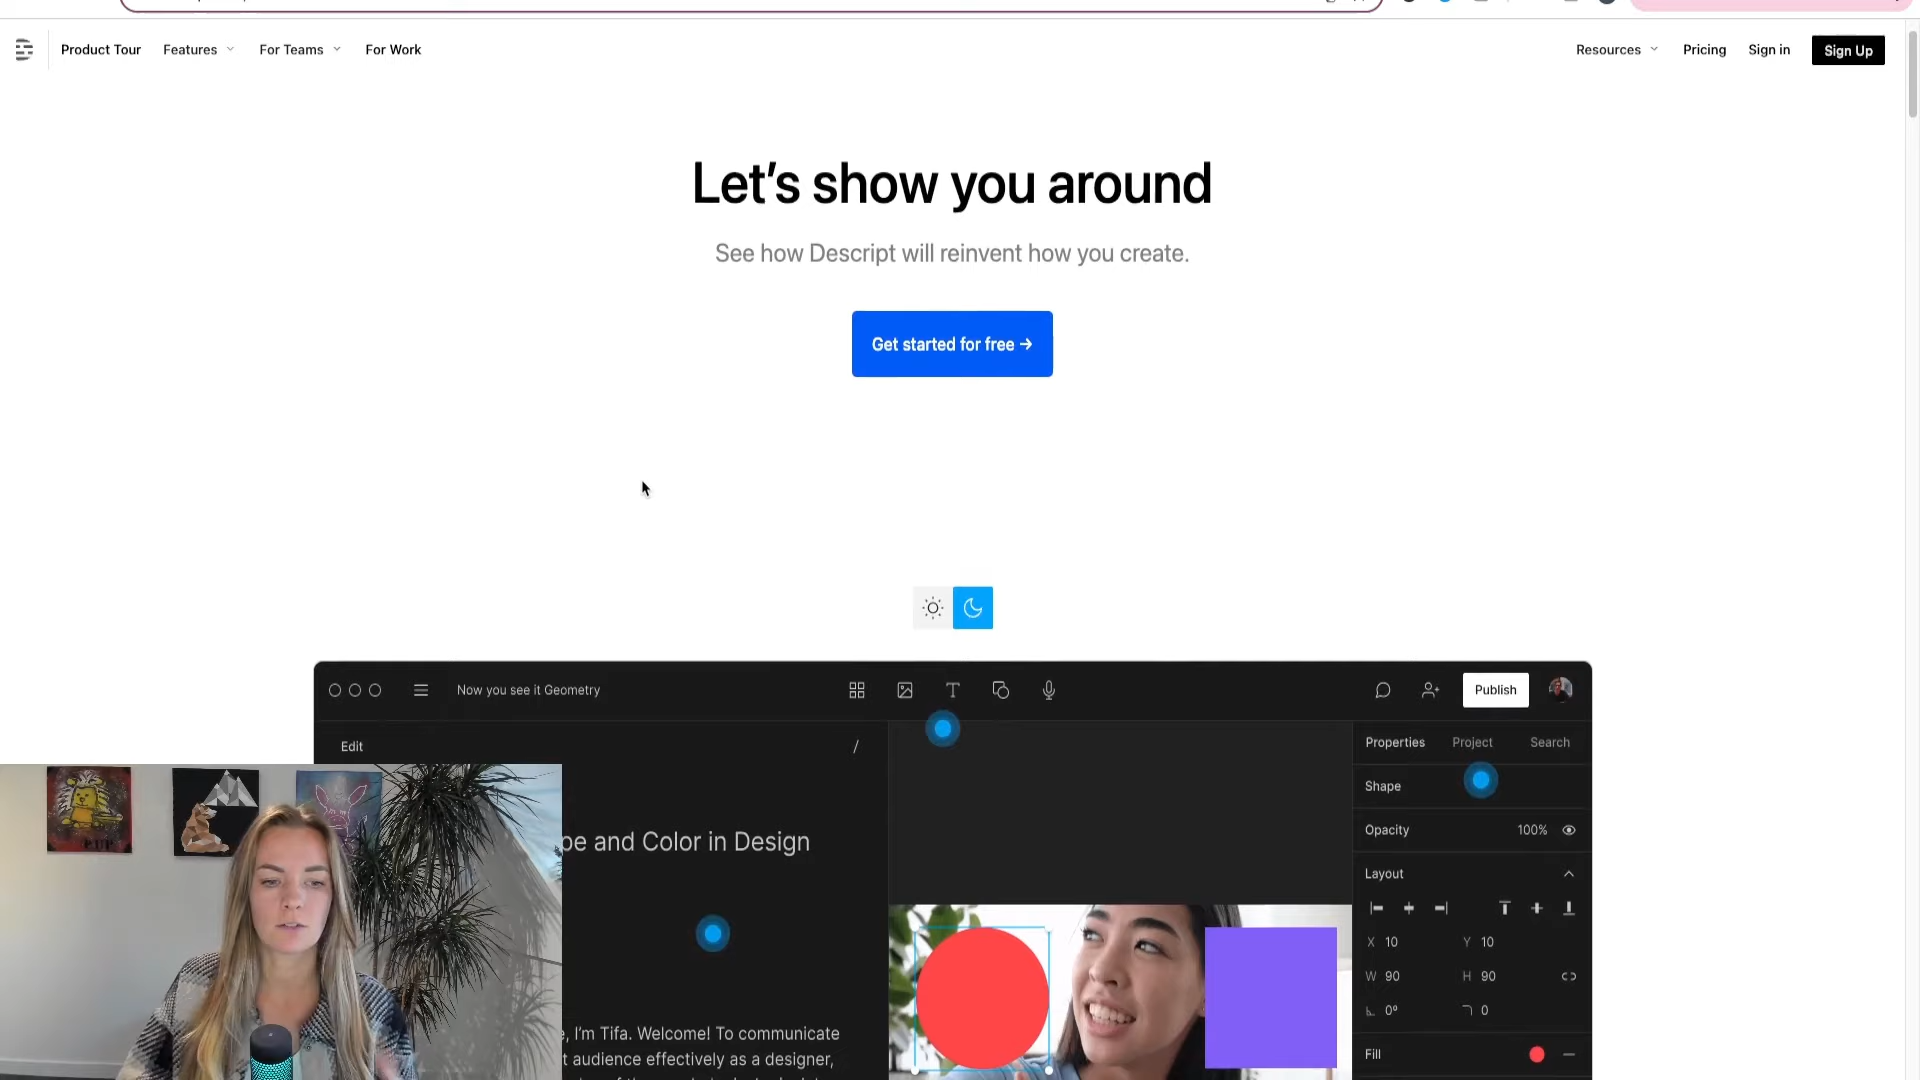 Product Tour
Features
For Teams
For Work
Resources
Pricing
Sign in
Sign Up
Let’s show you around
See how Descript will reinvent how you create.
Get started for free →
Now you see it Geometry
Publish
Edit
/
Properties
Project
Search
Shape
Opacity
100%
pe and Color in Design
Layout
X 10
Y 10
W 90
H 90
0°
0
, I’m Tifa. Welcome! To communicate
t audience effectively as a designer,
Fill